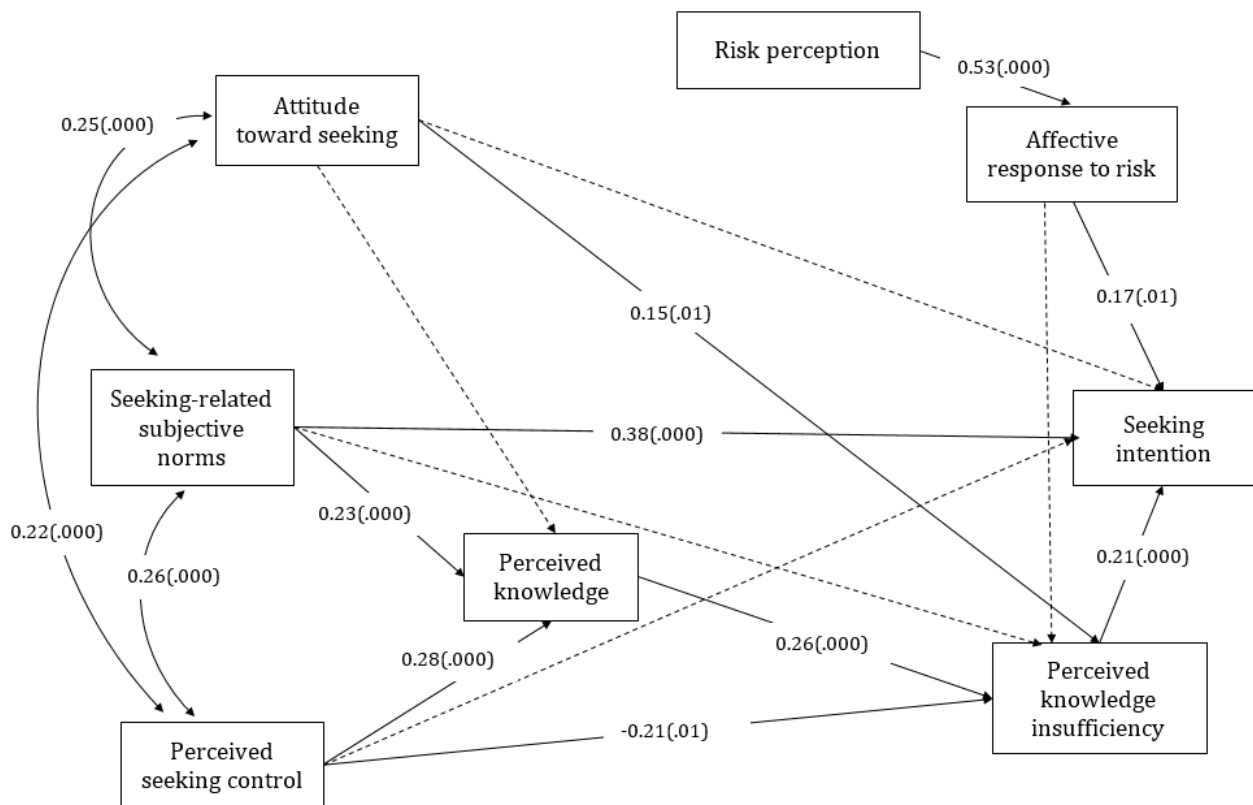 Risk perception
0.53(.000)
Attitude
toward seeking
0.25(.000)
Affective
response to risk
0.17(.01)
0.15(.01)
Seeking-related
subjective
norms
0.38(.000)
Seeking
intention
0.23(.000)
0.22(.000)
0.26(.000)
Perceived
knowledge
0.21(.000)
0.28(.000)
0.26(.000)
Perceived
knowledge
insufficiency
-0.21(.01)
Perceived
seeking control